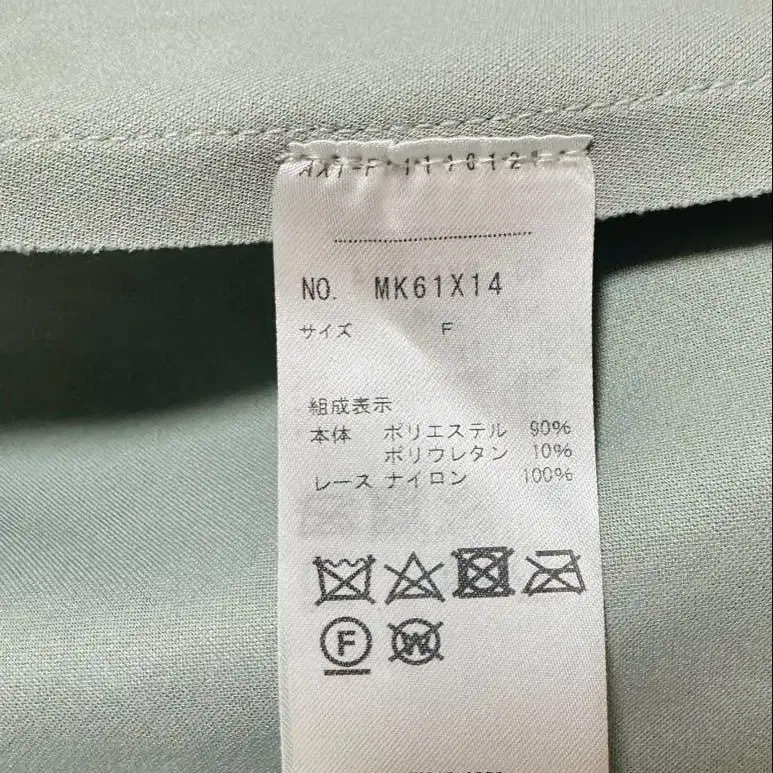 NO. MK61X14
サイズ F
組成表示
本体 ポリエステル 90%
ポリウレタン 10%
レース ナイロン 100%
F
W